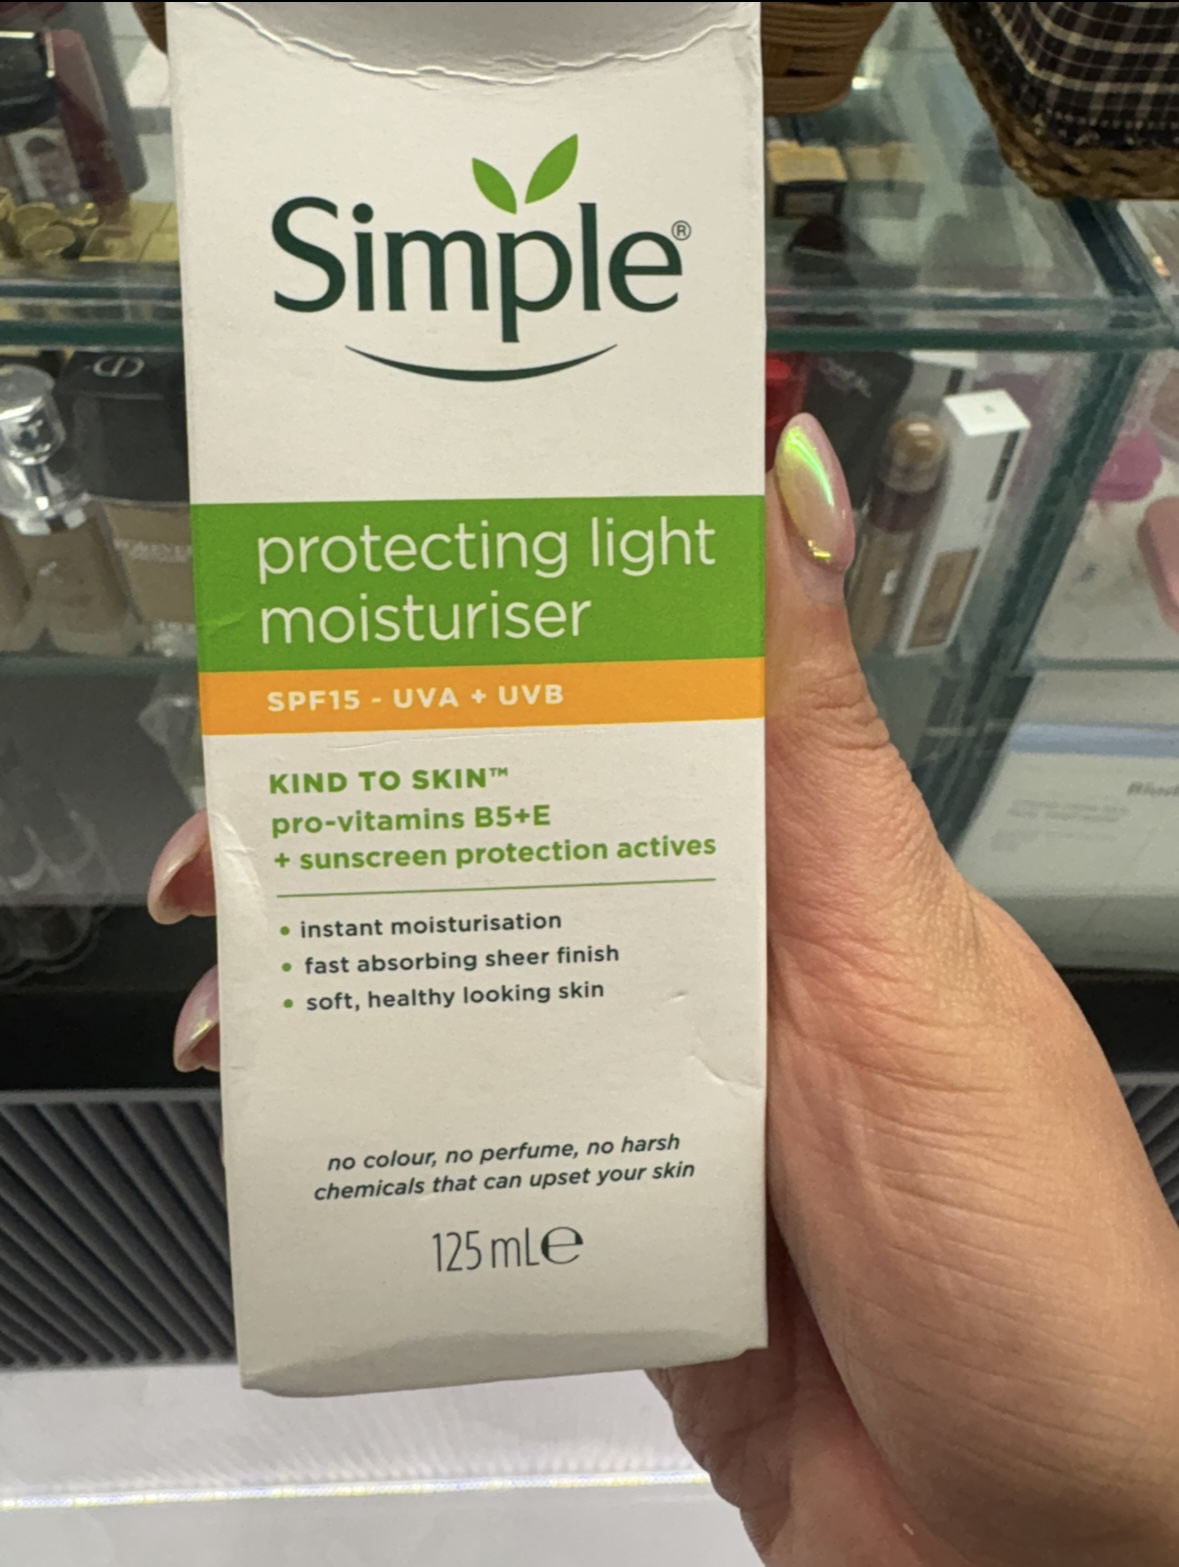 Simple®
protecting light
moisturiser
SPF15 - UVA + UVB
KIND TO SKIN™
pro-vitamins B5+E
+ sunscreen protection actives
• instant moisturisation
• fast absorbing sheer finish
• soft, healthy looking skin
no colour, no perfume, no harsh
chemicals that can upset your skin
125 mL℮